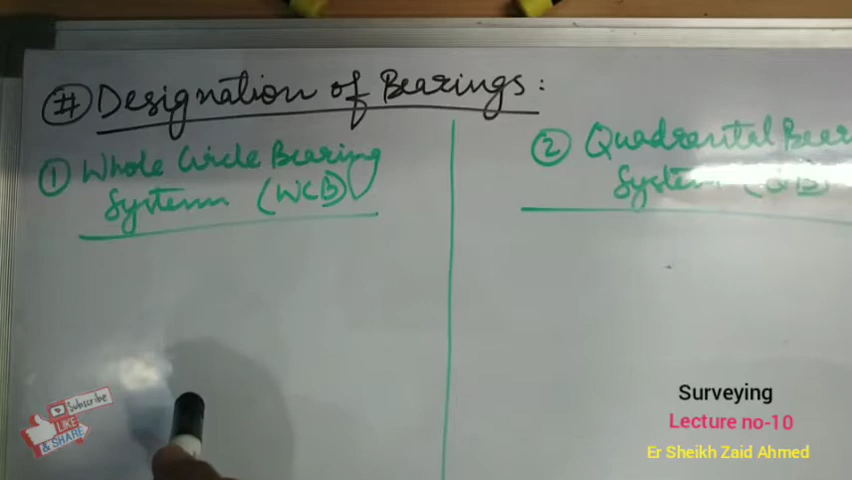 # Designation of Bearings:
① Whole Circle Bearing
System (WCB)
② Quadrantal Bear
System (QB)
Subscribe
LIKE
& SHARE
Surveying
Lecture no-10
Er Sheikh Zaid Ahmed